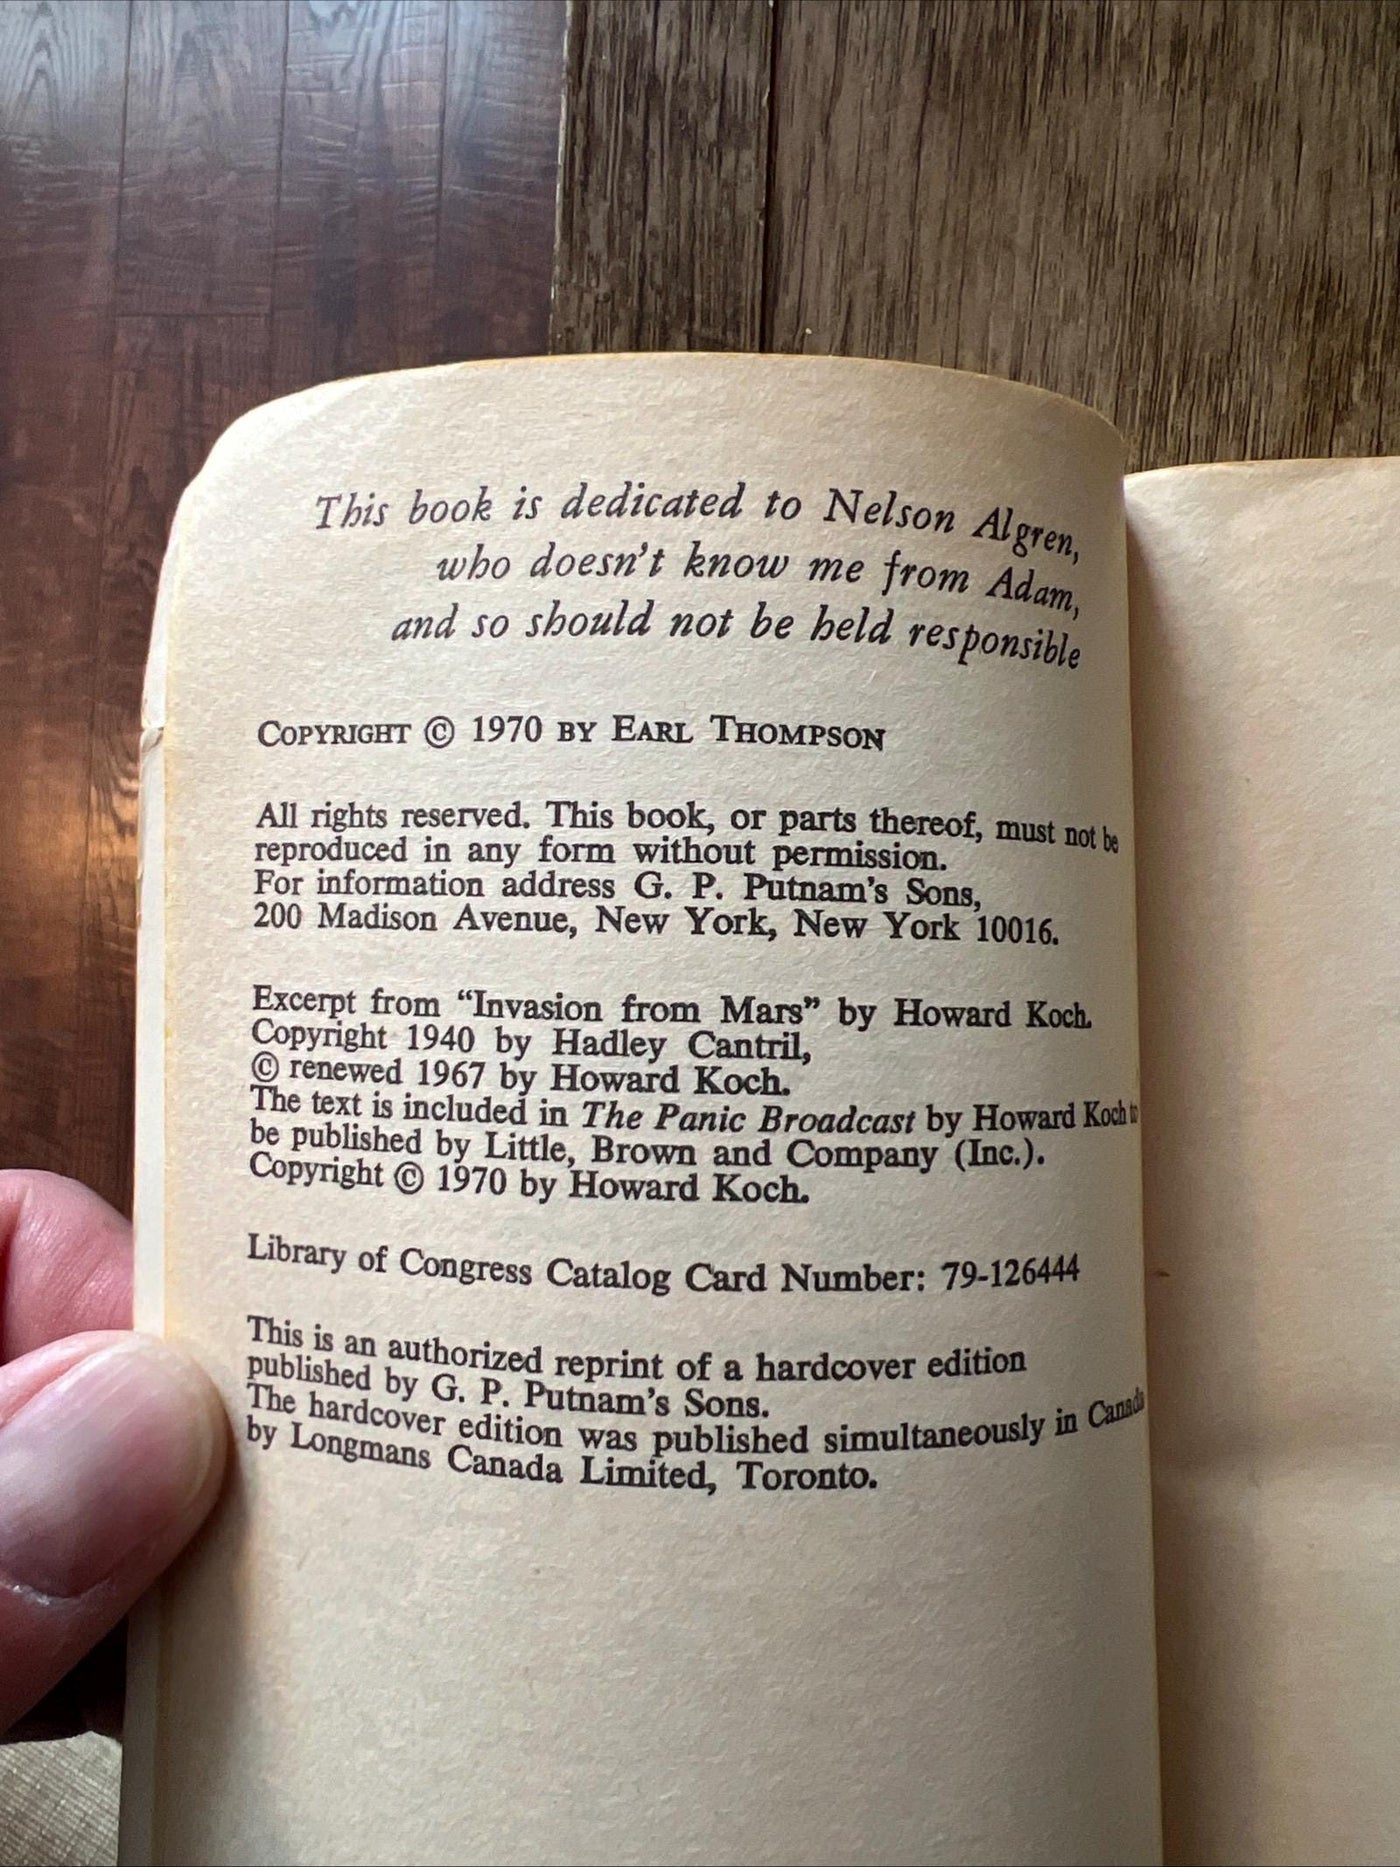 This book is dedicated to Nelson Algren,
who doesn't know me from Adam,
and so should not be held responsible
COPYRIGHT © 1970 BY EARL THOMPSON
All rights reserved. This book, or parts thereof, must not be
reproduced in any form without permission.
For information address G. P. Putnam's Sons,
200 Madison Avenue, New York, New York 10016.
Excerpt from “Invasion from Mars” by Howard Koch.
Copyright 1940 by Hadley Cantril,
© renewed 1967 by Howard Koch.
The text is included in The Panic Broadcast by Howard Koch to
be published by Little, Brown and Company (Inc.).
Copyright © 1970 by Howard Koch.
Library of Congress Catalog Card Number: 79-126444
This is an authorized reprint of a hardcover edition
published by G. P. Putnam's Sons.
The hardcover edition was published simultaneously in Canada
by Longmans Canada Limited, Toronto.